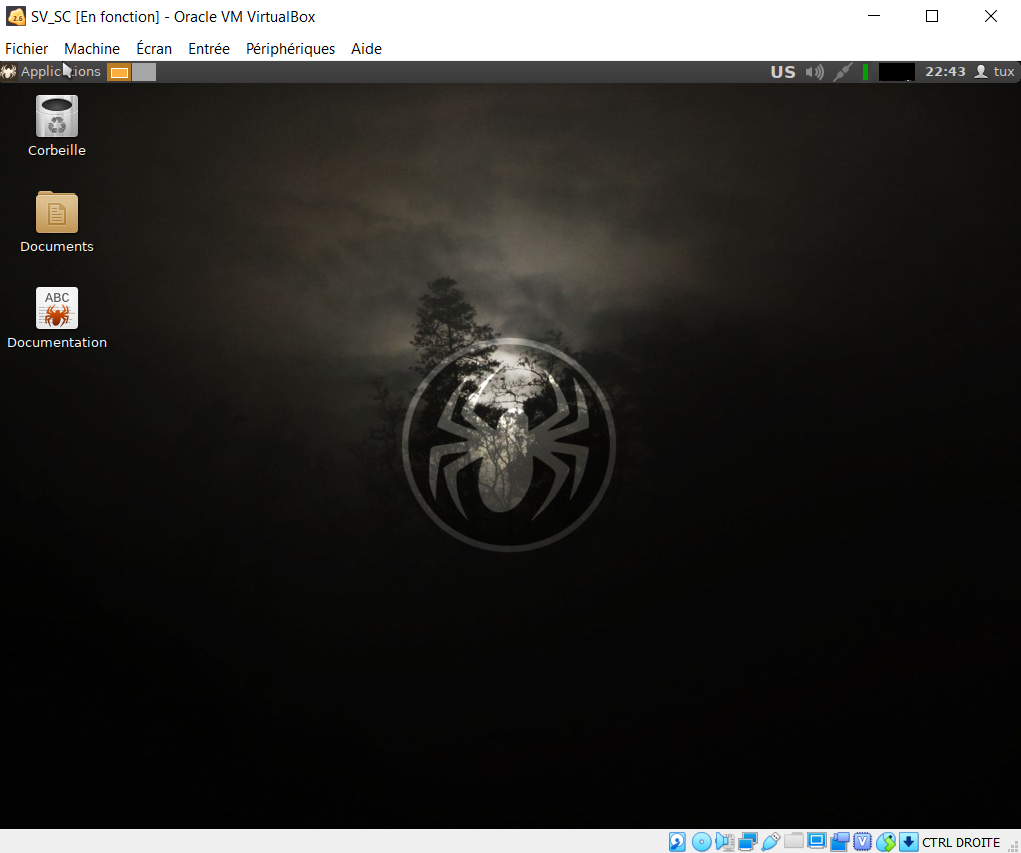 SV_SC [En fonction] - Oracle VM VirtualBox
Fichier Machine Écran Entrée Périphériques Aide
Applications US 22:43 tux
Corbeille
Documents
ABC
Documentation
CTRL DROITE